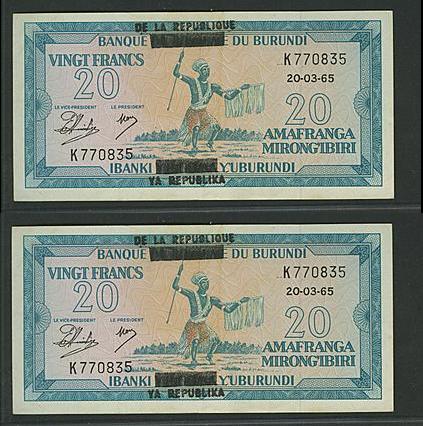 DE LA REPUBLIQUE
BANQUE DU BURUNDI
VINGT FRANCS K770835
20 20-03-65
LE VICE-PRESIDENT LE PRESIDENT 20
AMAFRANGA
K770835 MIRONG'IBIRI
IBANKI Y'UBURUNDI
YA REPUBLIKA
DE LA REPUBLIQUE
BANQUE DU BURUNDI
VINGT FRANCS K770835
20 20-03-65
LE VICE-PRESIDENT LE PRESIDENT 20
AMAFRANGA
K770835 MIRONG'IBIRI
IBANKI Y'UBURUNDI
YA REPUBLIKA